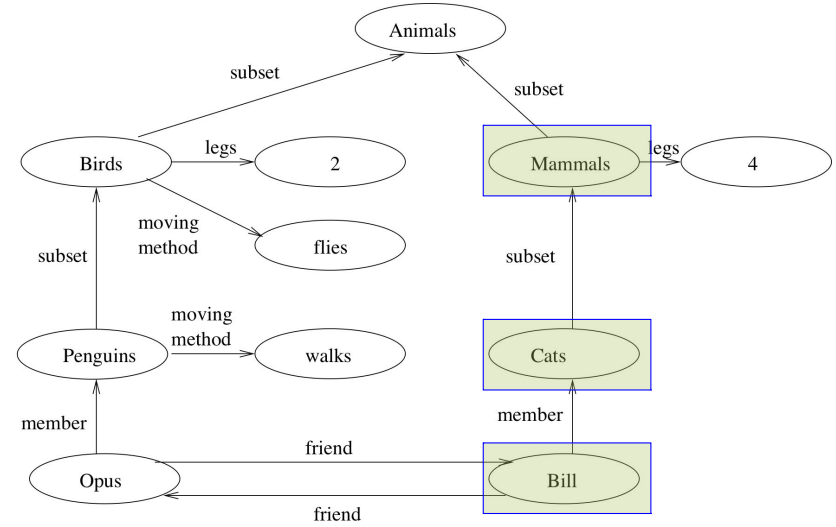 Animals
subset
subset
Birds
legs
2
Mammals
legs
4
moving
method
flies
subset
subset
moving
method
Penguins
walks
Cats
member
member
friend
Opus
Bill
friend